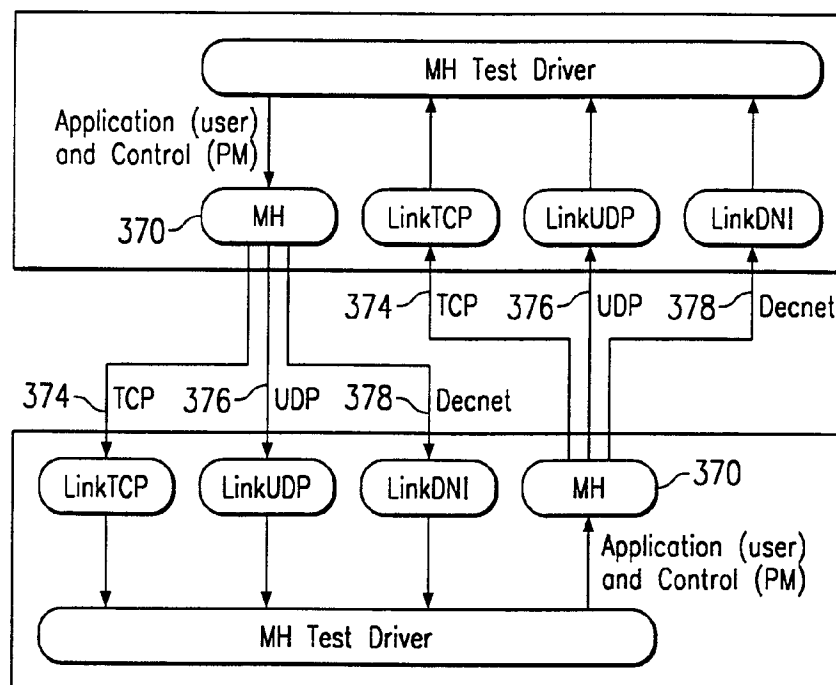 MH Test Driver
Application (user)
and Control (PM)
370
MH
LinkTCP
LinkUDP
LinkDNI
374
TCP
376
UDP
378
Decnet
374
TCP
376
UDP
378
Decnet
LinkTCP
LinkUDP
LinkDNI
MH
370
Application (user)
and Control (PM)
MH Test Driver